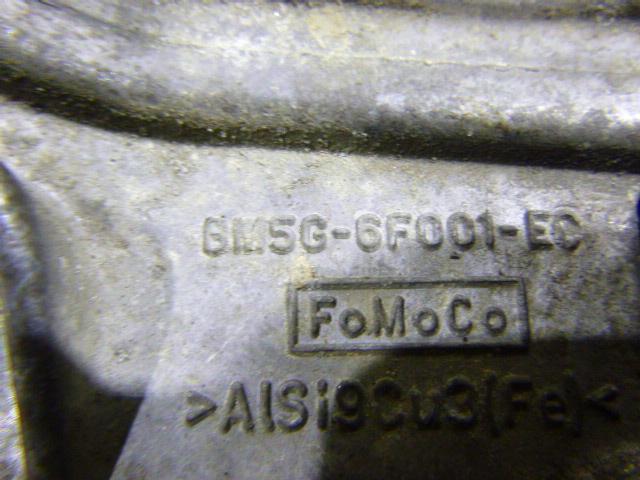 6M5G-6F001-EC
FoMoCo
>AlSi9Cu3(Fe)<